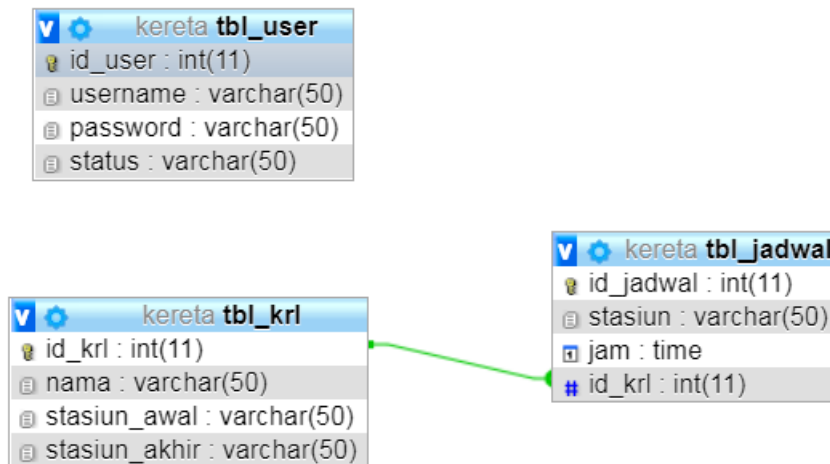 kereta tbl_user
id_user : int(11)
username : varchar(50)
password : varchar(50)
status : varchar(50)
kereta tbl_jadwal
id_jadwal : int(11)
stasiun : varchar(50)
jam : time
# id_krl : int(11)
kereta tbl_krl
id_krl : int(11)
nama : varchar(50)
stasiun_awal : varchar(50)
stasiun_akhir : varchar(50)